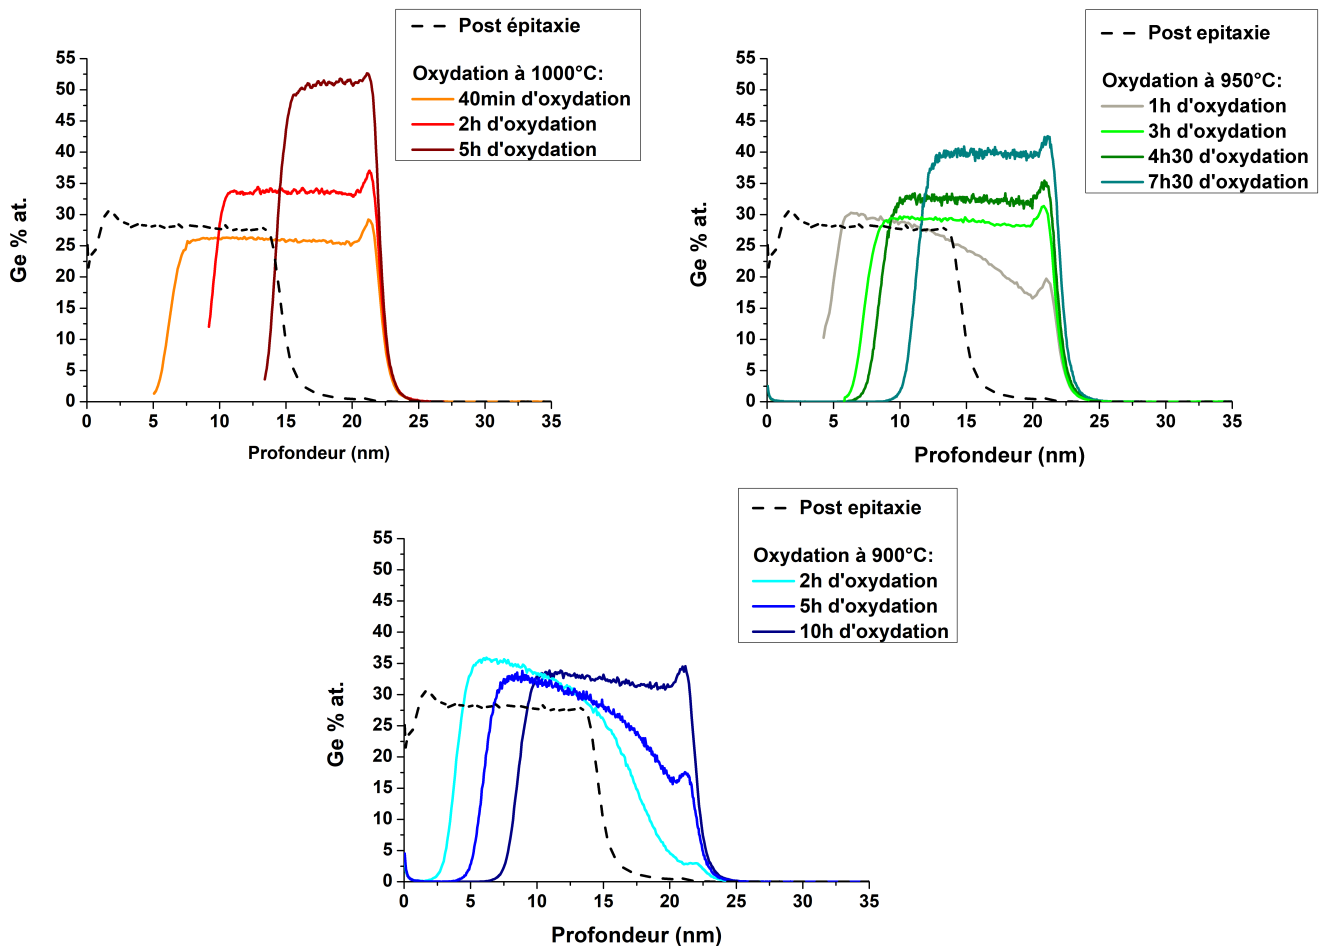 Post épitaxie
Oxydation à 1000°C:
40min d'oxydation
2h d'oxydation
5h d'oxydation
55
50
45
40
35
30
25
20
15
10
5
0
Ge % at.
0 5 10 15 20 25 30 35
Profondeur (nm)
Post epitaxie
Oxydation à 950°C:
1h d'oxydation
3h d'oxydation
4h30 d'oxydation
7h30 d'oxydation
55
50
45
40
35
30
25
20
15
10
5
0
Ge % at.
0 5 10 15 20 25 30 35
Profondeur (nm)
Post epitaxie
Oxydation à 900°C:
2h d'oxydation
5h d'oxydation
10h d'oxydation
55
50
45
40
35
30
25
20
15
10
5
0
Ge % at.
0 5 10 15 20 25 30 35
Profondeur (nm)